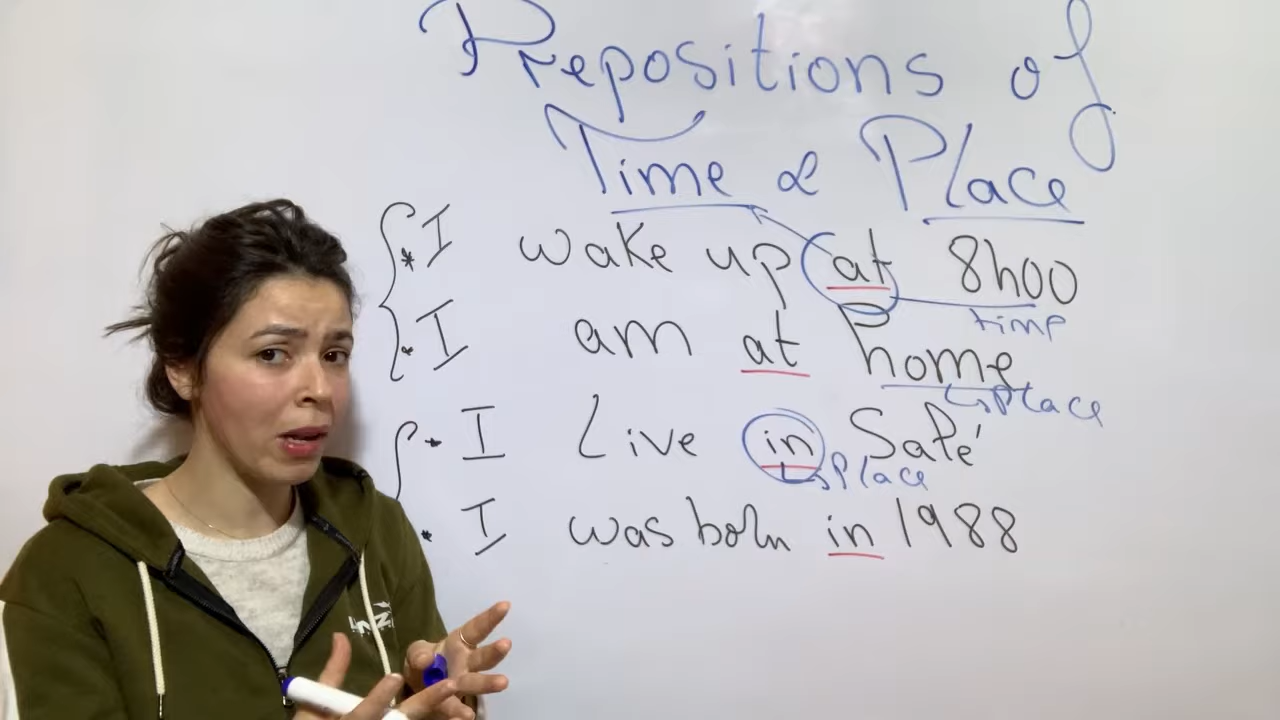 Prepositions of
Time & Place
* I wake up at 8h00
time
* I am at home
↳ Place
* I Live in Salé
↳ Place
* I was born in 1988